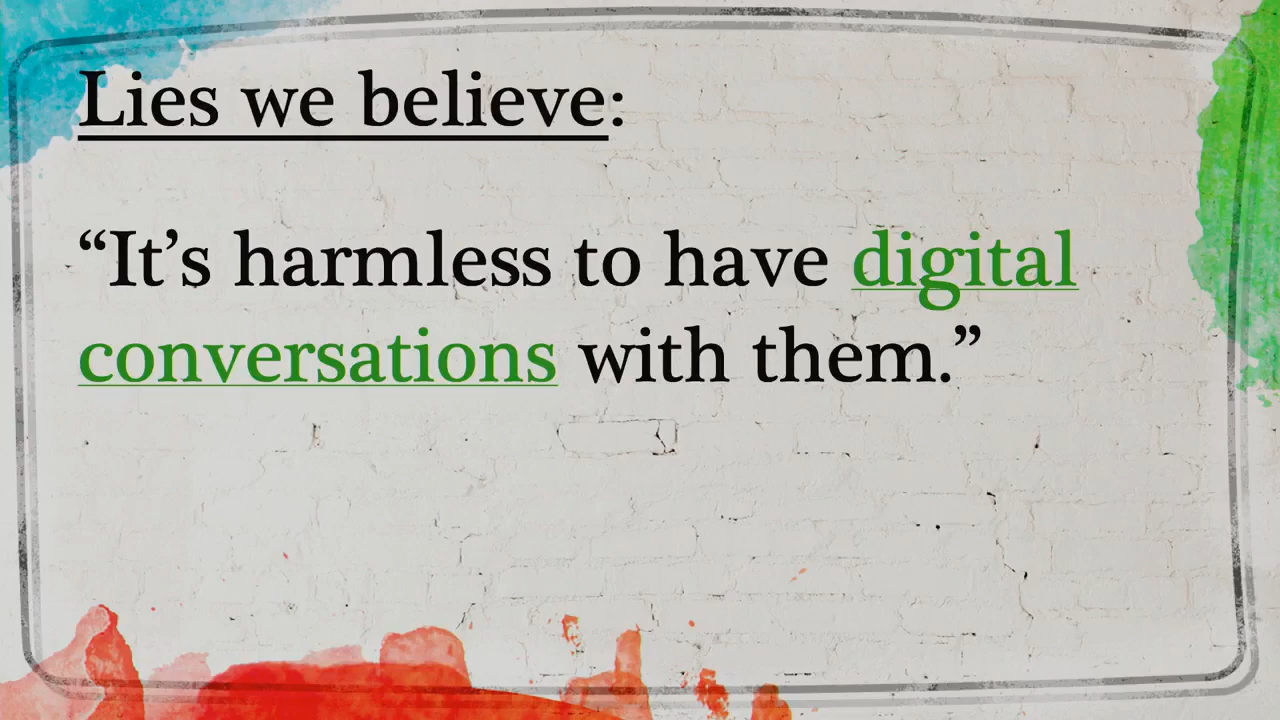 Lies we believe:
“It’s harmless to have digital
conversations with them.”